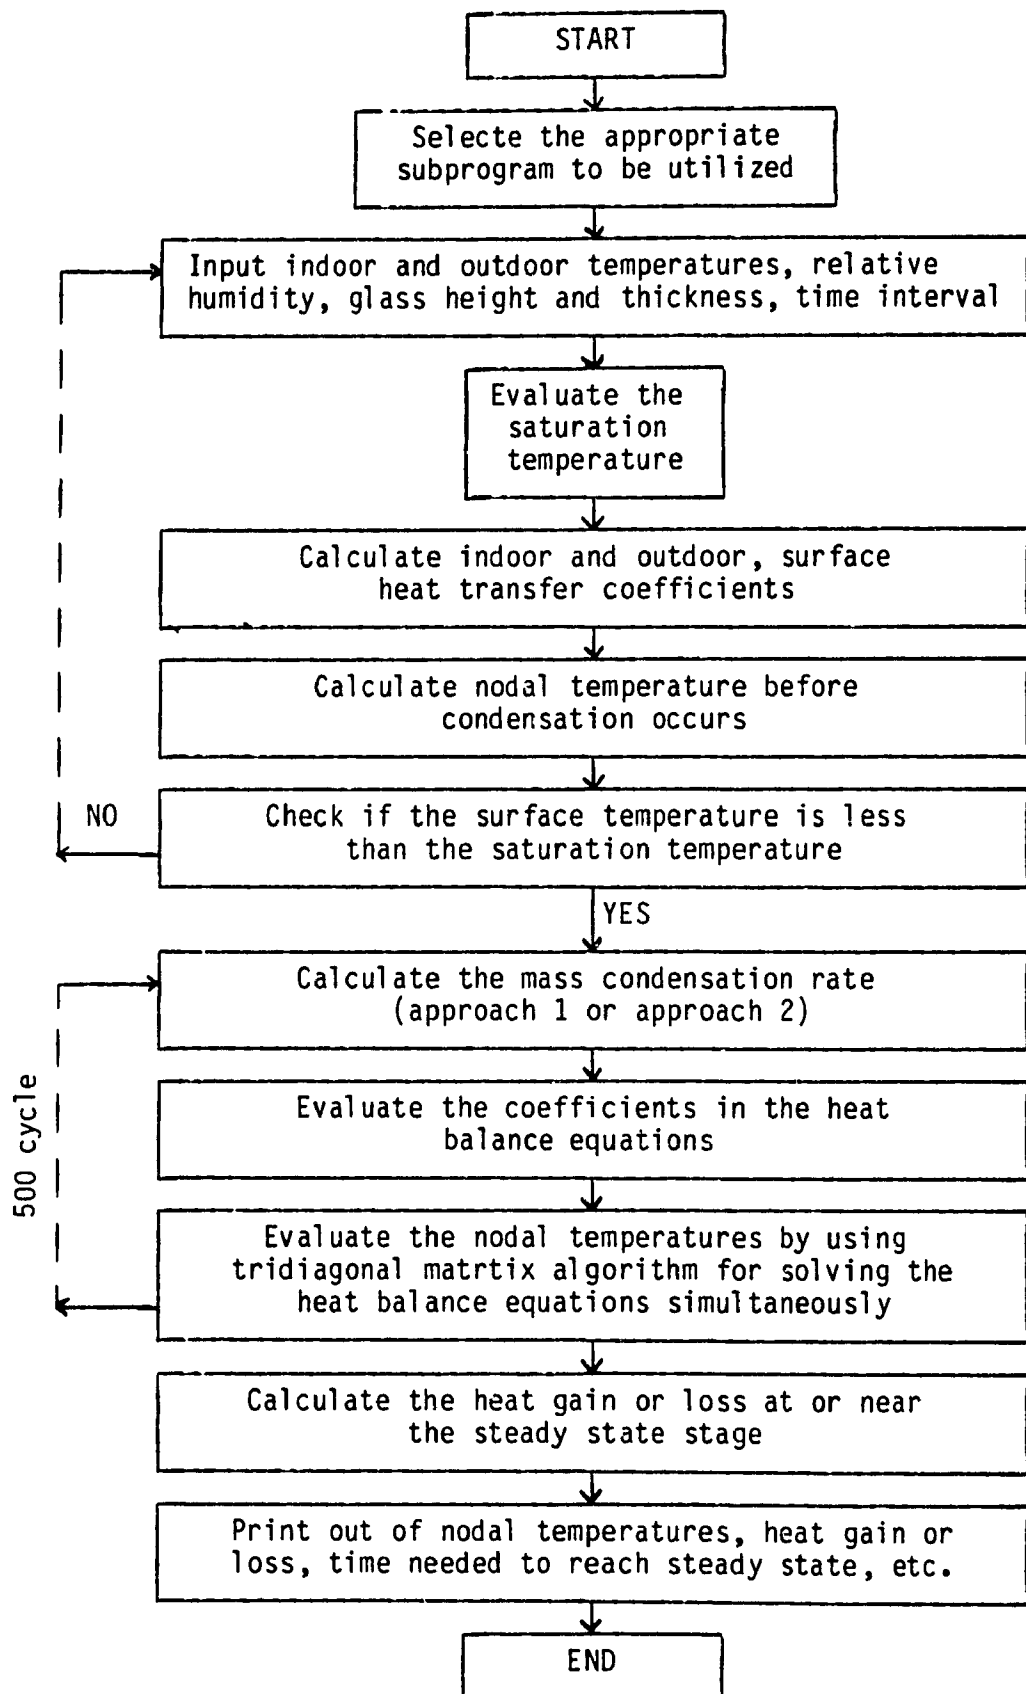 START
Selecte the appropriate
subprogram to be utilized
Input indoor and outdoor temperatures, relative
humidity, glass height and thickness, time interval
Evaluate the
saturation
temperature
Calculate indoor and outdoor, surface
heat transfer coefficients
Calculate nodal temperature before
condensation occurs
NO
Check if the surface temperature is less
than the saturation temperature
YES
Calculate the mass condensation rate
(approach 1 or approach 2)
500 cycle
Evaluate the coefficients in the heat
balance equations
Evaluate the nodal temperatures by using
tridiagonal matrtix algorithm for solving the
heat balance equations simultaneously
Calculate the heat gain or loss at or near
the steady state stage
Print out of nodal temperatures, heat gain or
loss, time needed to reach steady state, etc.
END